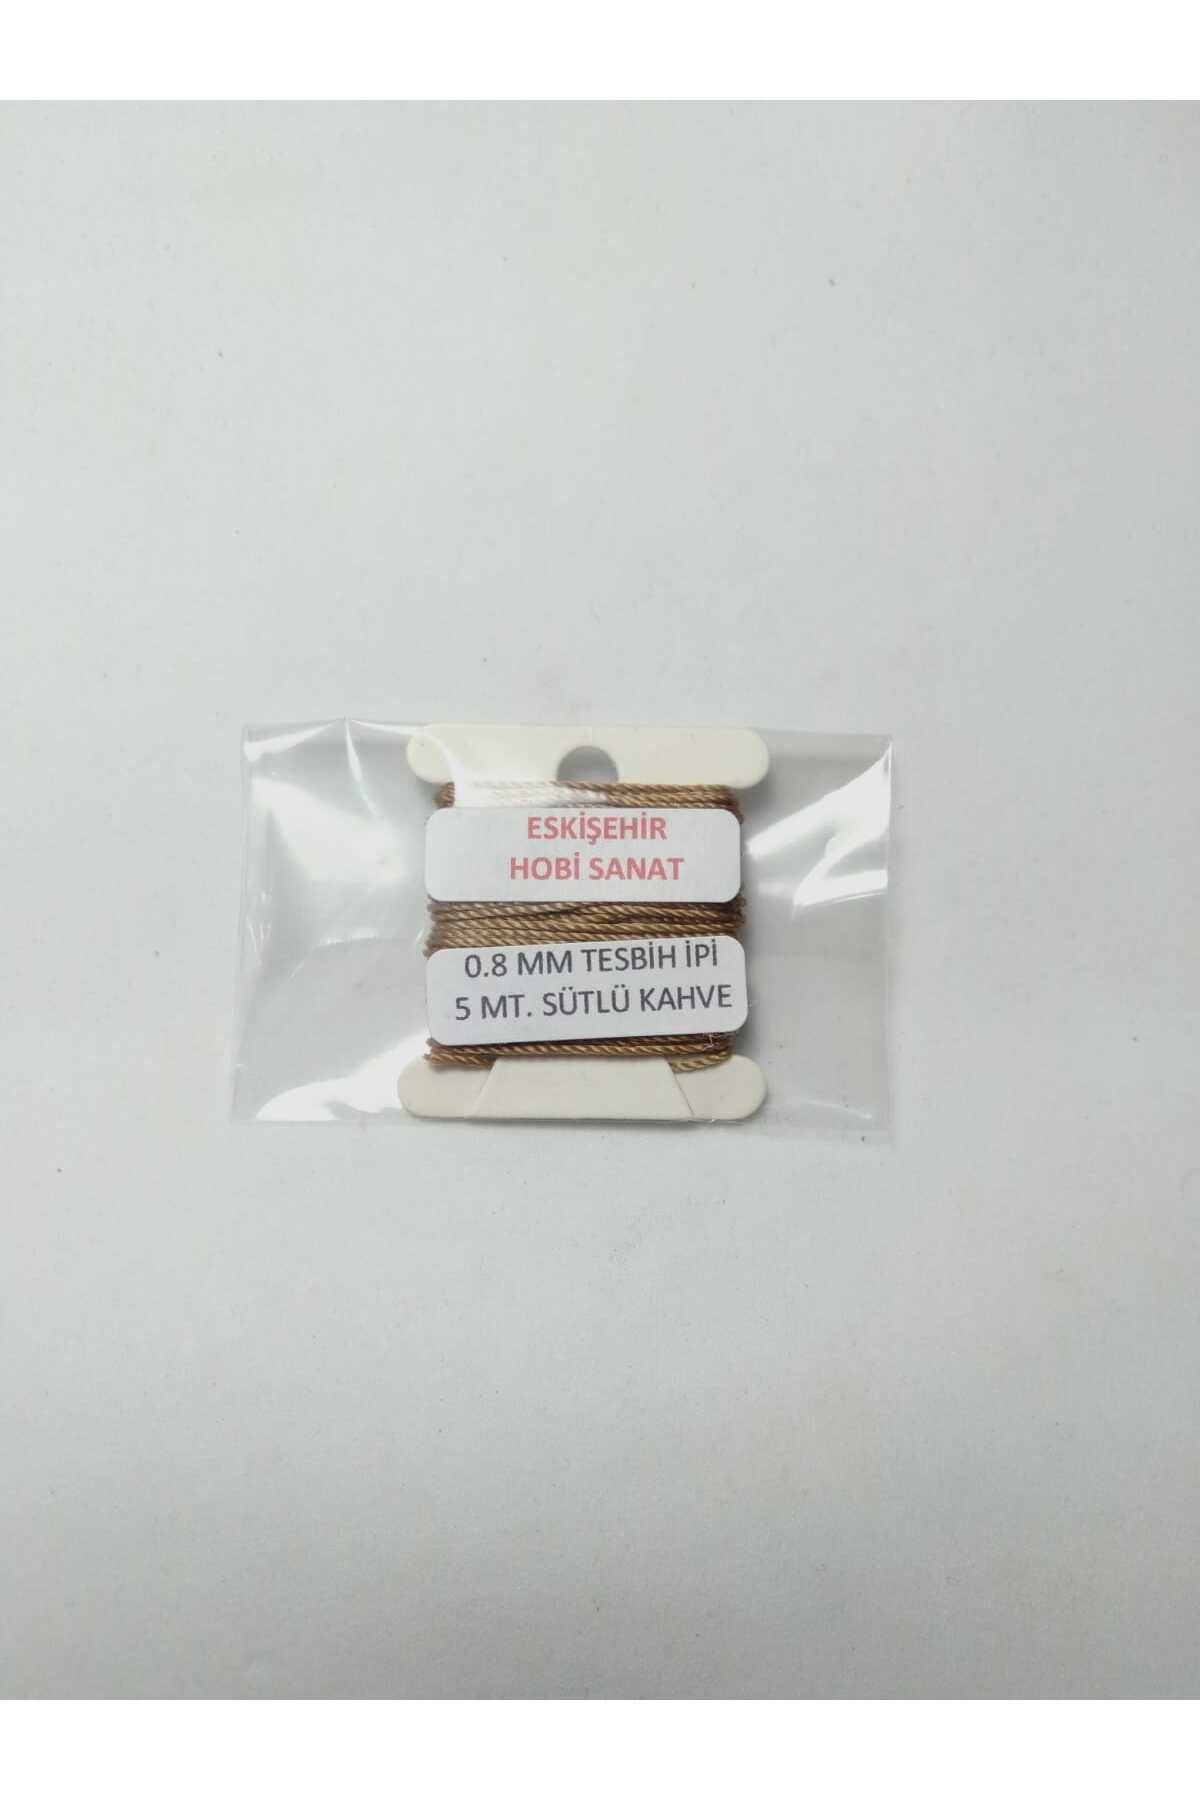 ESKİŞEHİR
HOBİ SANAT
0.8 MM TESBİH İPİ
5 MT. SÜTLÜ KAHVE